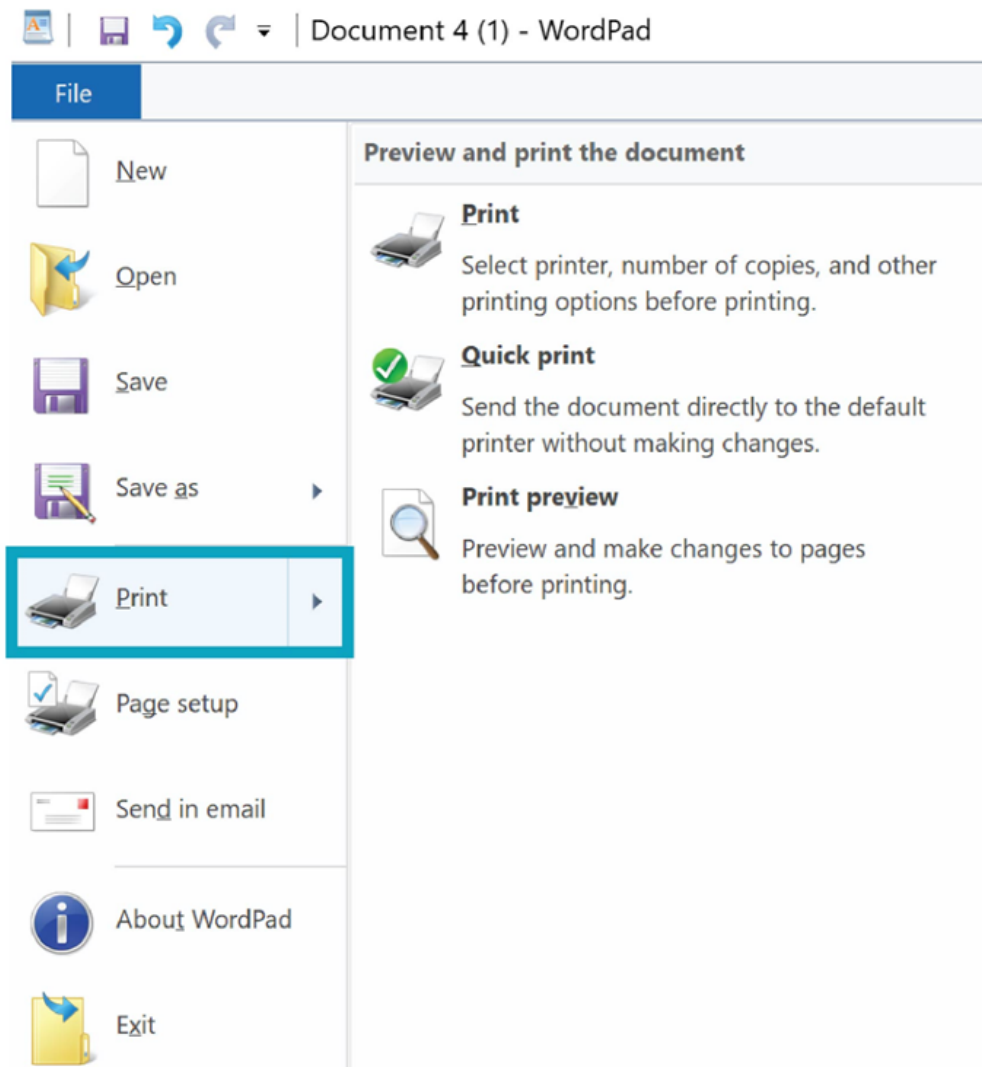 Document 4 (1) - WordPad
File
New
Open
Save
Save as
Print
Page setup
Send in email
About WordPad
Exit
Preview and print the document
Print
Select printer, number of copies, and other
printing options before printing.
Quick print
Send the document directly to the default
printer without making changes.
Print preview
Preview and make changes to pages
before printing.